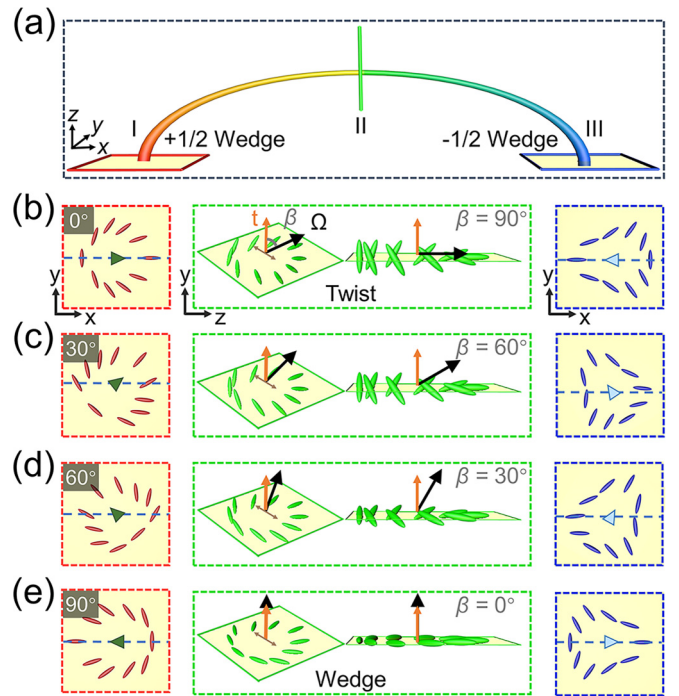 (a)
z
y
x
I
+1/2 Wedge
II
-1/2 Wedge
III
(b)
0°
t
β
Ω
β = 90°
Twist
y
x
y
z
y
x
(c)
30°
β = 60°
(d)
60°
β = 30°
(e)
90°
β = 0°
Wedge